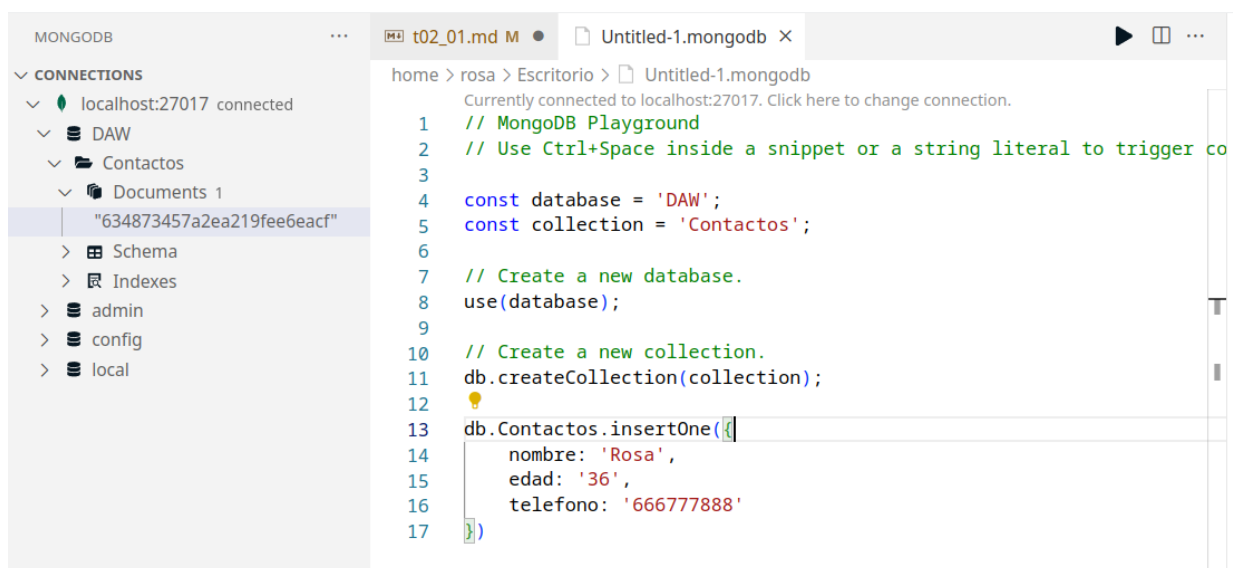 MONGODB
CONNECTIONS
localhost:27017 connected
DAW
Contactos
Documents 1
"634873457a2ea219fee6eacf"
Schema
Indexes
admin
config
local
t02_01.md M
Untitled-1.mongodb
home > rosa > Escritorio > Untitled-1.mongodb
Currently connected to localhost:27017. Click here to change connection.
1 // MongoDB Playground
2 // Use Ctrl+Space inside a snippet or a string literal to trigger co
3
4 const database = 'DAW';
5 const collection = 'Contactos';
6
7 // Create a new database.
8 use(database);
9
10 // Create a new collection.
11 db.createCollection(collection);
12
13 db.Contactos.insertOne({
14 nombre: 'Rosa',
15 edad: '36',
16 telefono: '666777888'
17 })